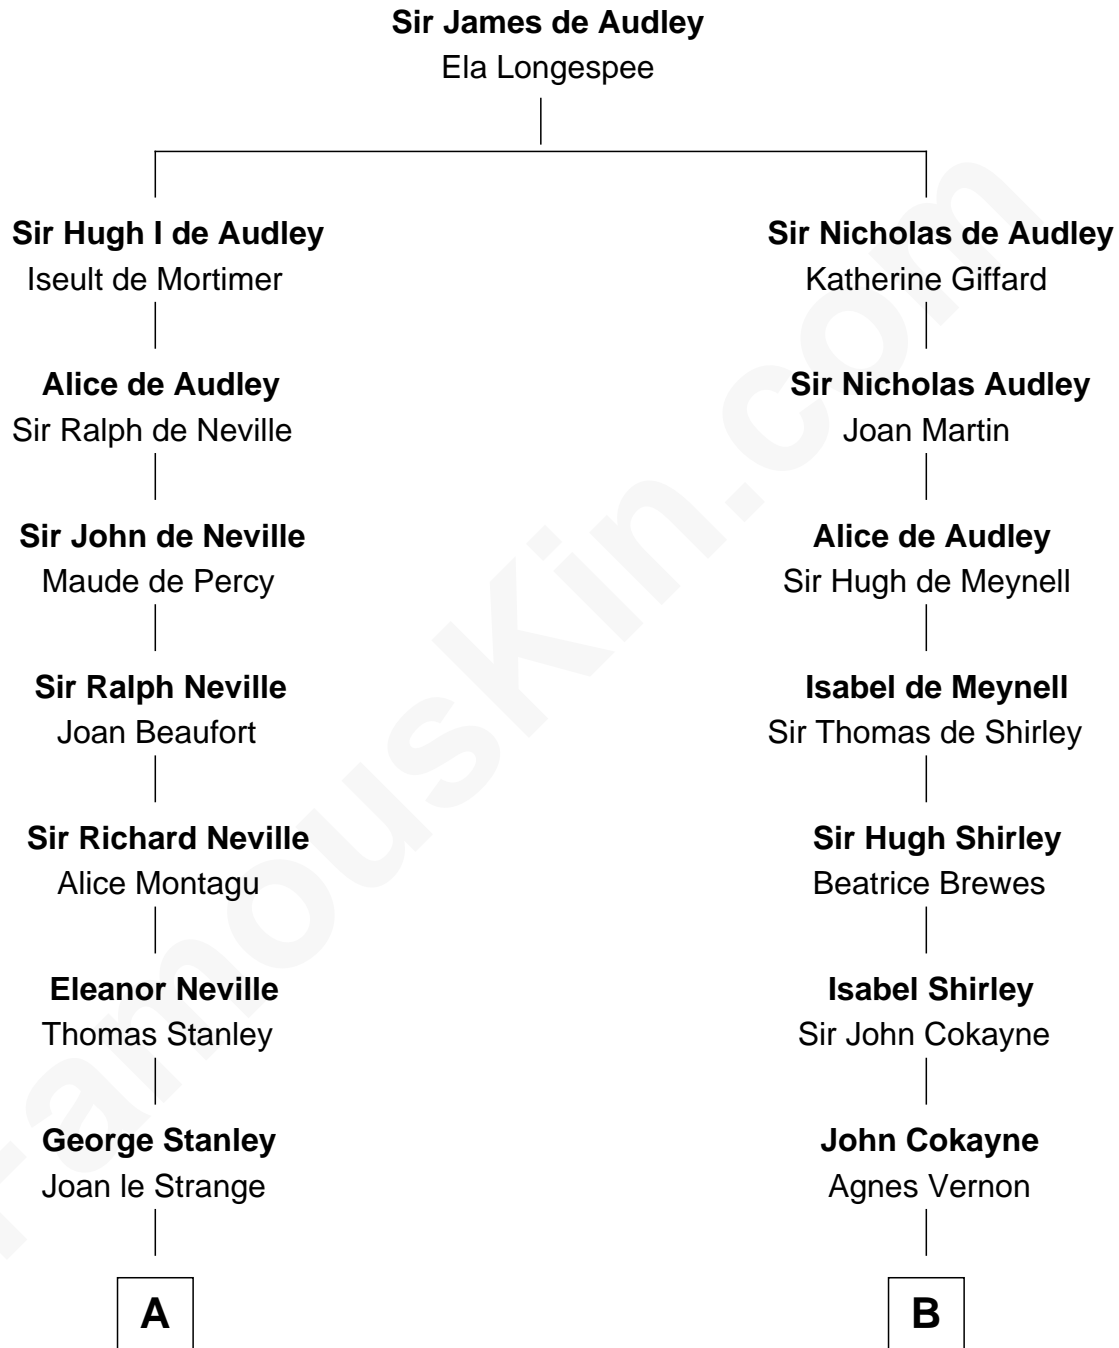 Sir James de Audley
Ela Longespee
Sir Hugh I de Audley
Iseult de Mortimer
Sir Nicholas de Audley
Katherine Giffard
Alice de Audley
Sir Ralph de Neville
Sir Nicholas Audley
Joan Martin
Sir John de Neville
Maude de Percy
Alice de Audley
Sir Hugh de Meynell
Sir Ralph Neville
Joan Beaufort
Isabel de Meynell
Sir Thomas de Shirley
Sir Richard Neville
Alice Montagu
Sir Hugh Shirley
Beatrice Brewes
Eleanor Neville
Thomas Stanley
Isabel Shirley
Sir John Cokayne
George Stanley
Joan le Strange
John Cokayne
Agnes Vernon
A
B
FamousKin.com